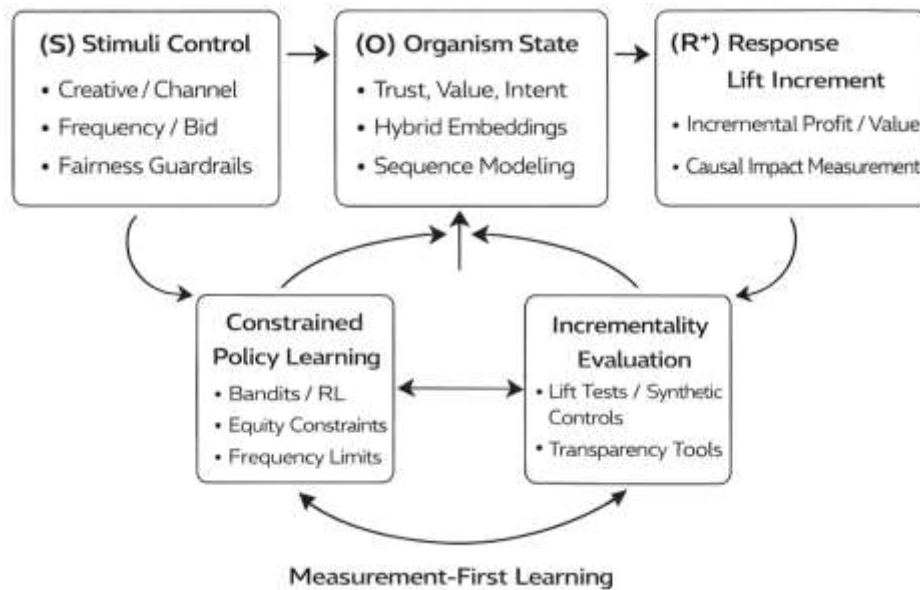 (S) Stimuli Control
• Creative / Channel
• Frequency / Bid
• Fairness Guardrails
(O) Organism State
• Trust, Value, Intent
• Hybrid Embeddings
• Sequence Modeling
(R⁺) Response
Lift Increment
• Incremental Profit / Value
• Causal Impact Measurement
Constrained
Policy Learning
• Bandits / RL
• Equity Constraints
• Frequency Limits
Incrementality
Evaluation
• Lift Tests / Synthetic
Controls
• Transparency Tools
Measurement-First Learning